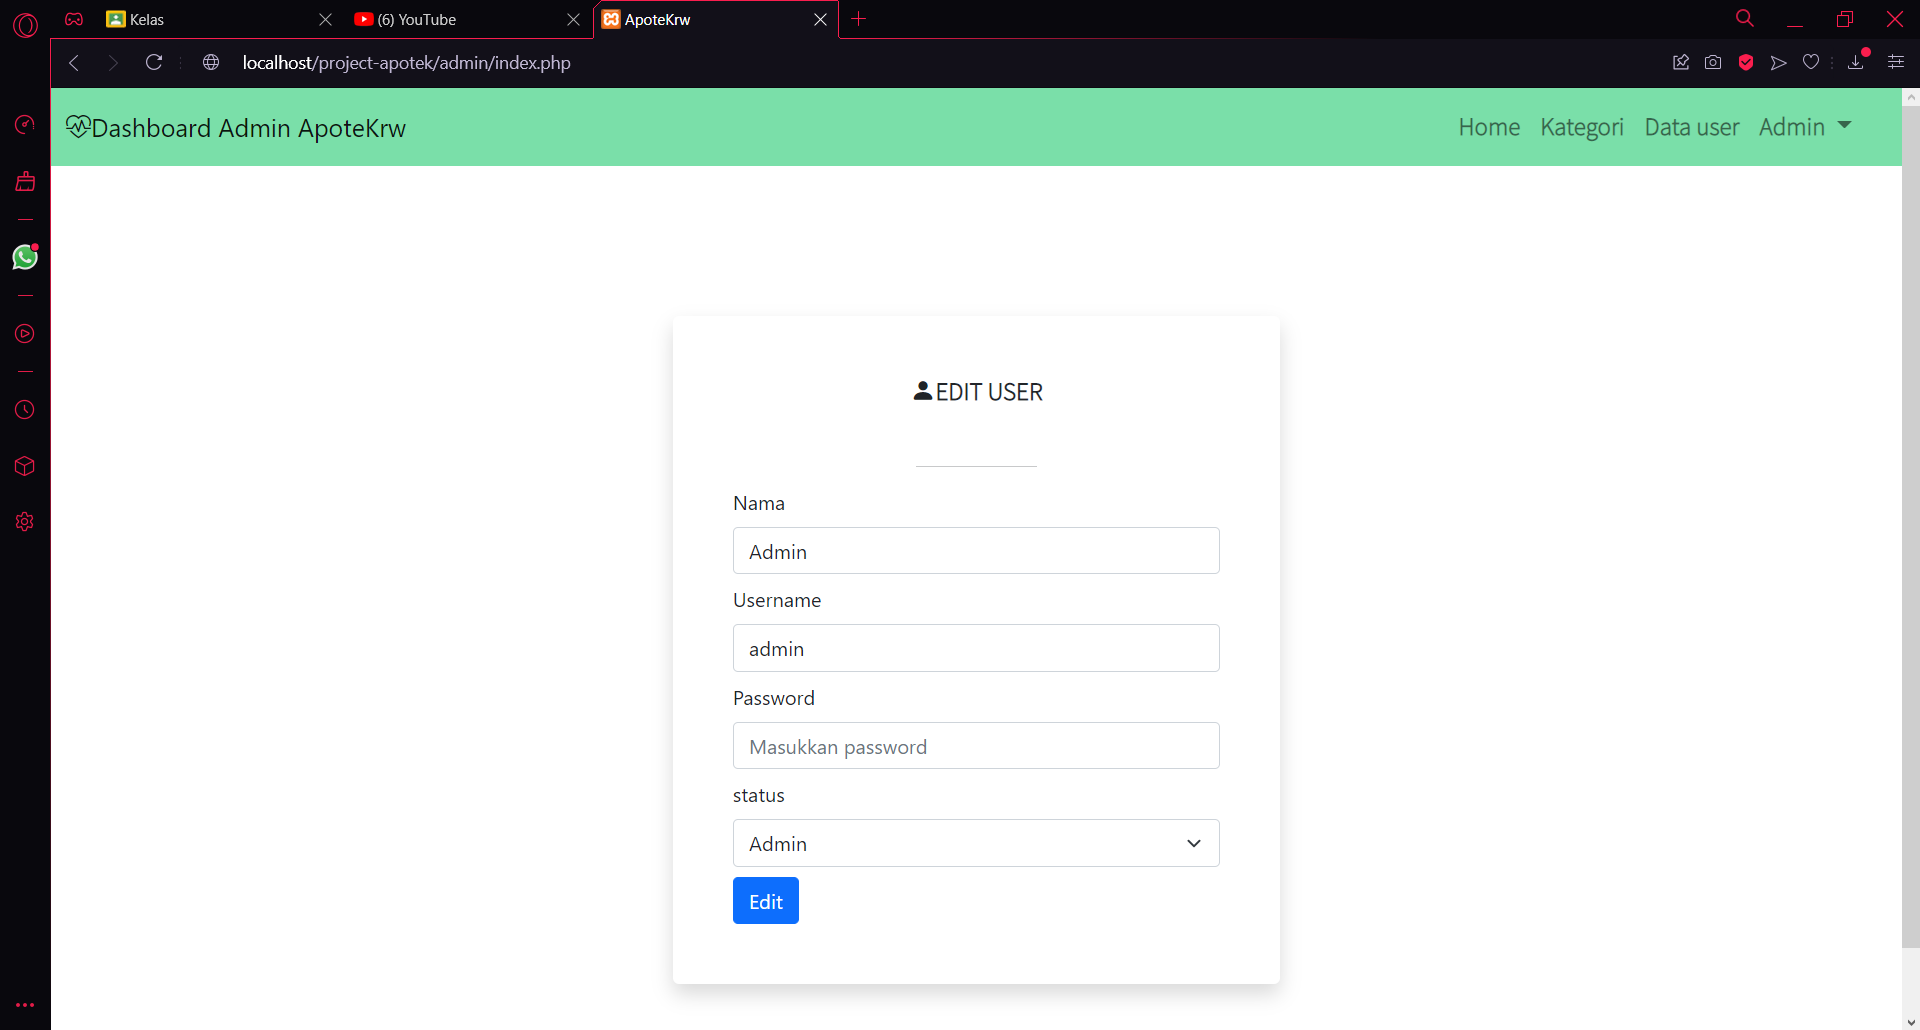 Kelas
(6) YouTube
ApoteKrw
localhost/project-apotek/admin/index.php
Dashboard Admin ApoteKrw
Home Kategori Data user Admin
EDIT USER
Nama
Admin
Username
admin
Password
Masukkan password
status
Admin
Edit